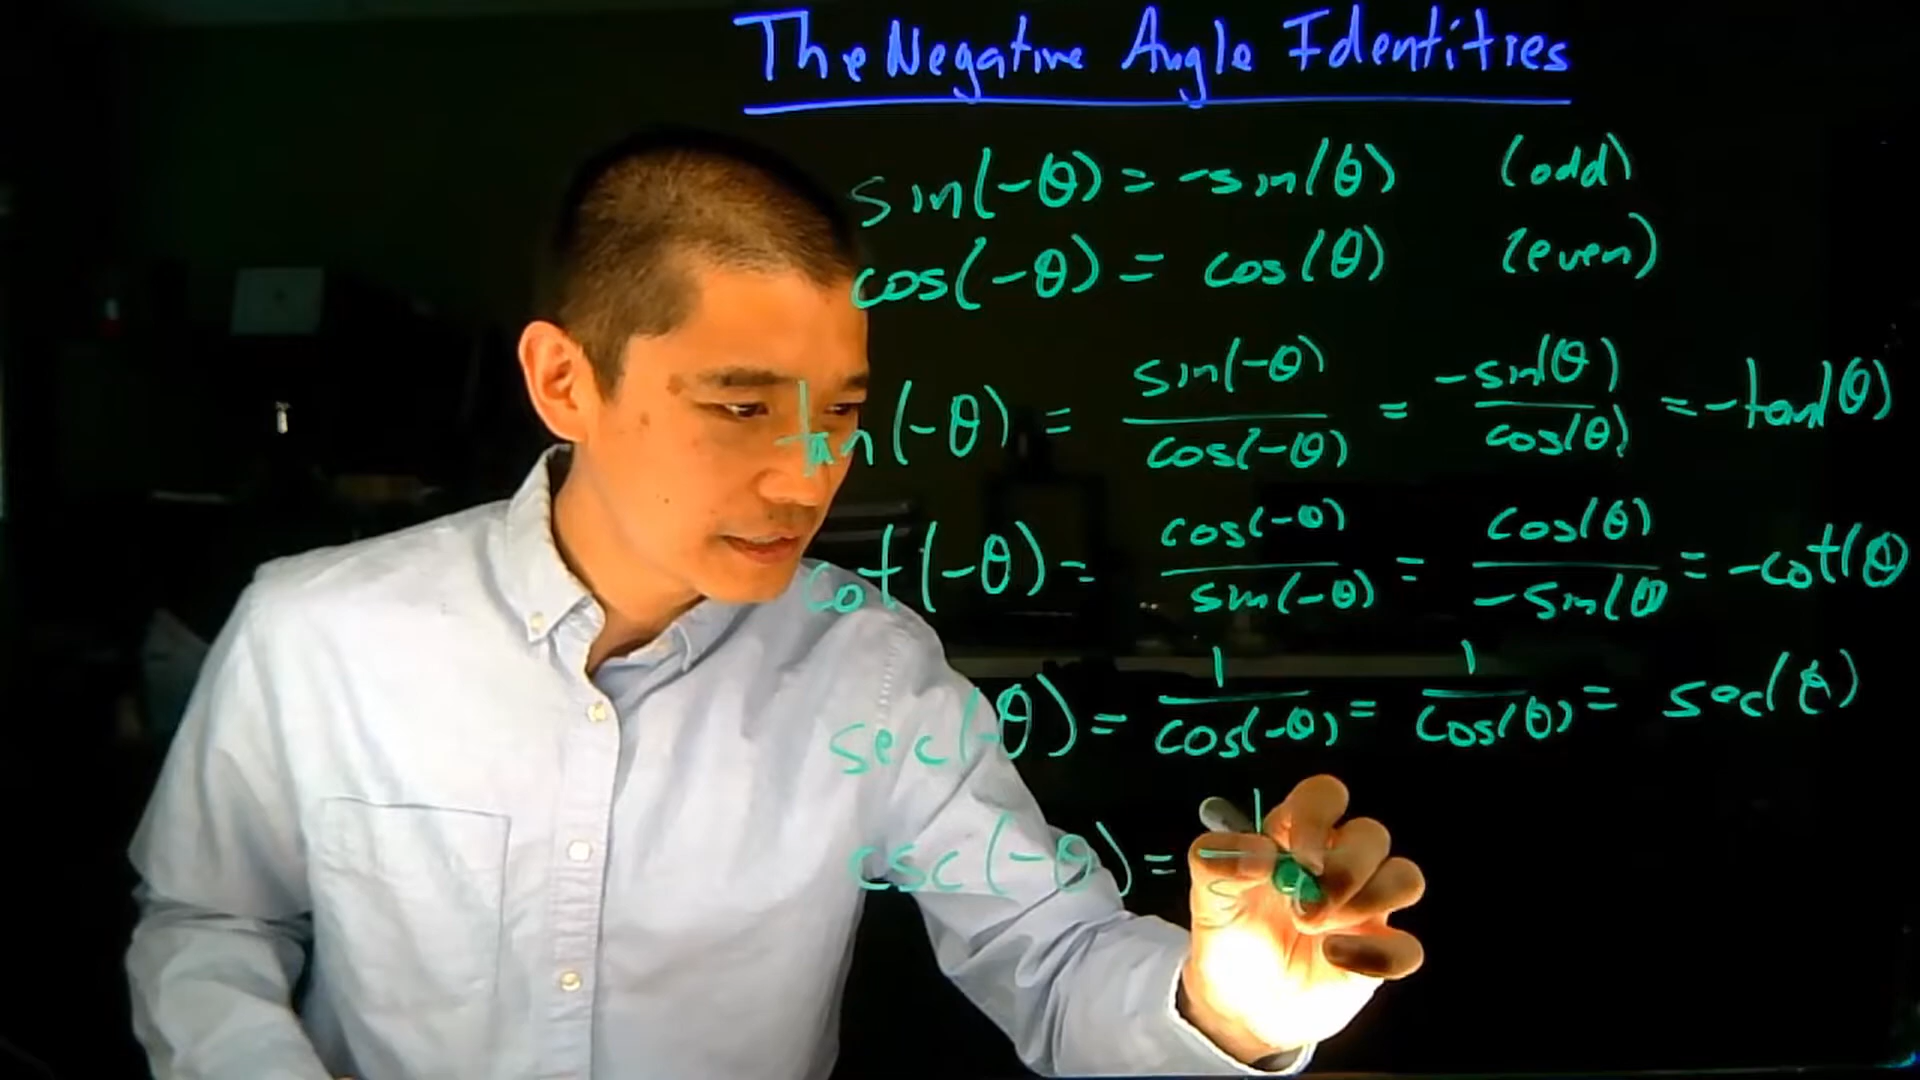 The Negative Angle Identities
sin(-θ) = -sin(θ) (odd)
cos(-θ) = cos(θ) (even)
tan(-θ) = sin(-θ)/cos(-θ) = -sin(θ)/cos(θ) = -tan(θ)
cot(-θ) = cos(-θ)/sin(-θ) = cos(θ)/-sin(θ) = -cot(θ)
sec(-θ) = 1/cos(-θ) = 1/cos(θ) = sec(θ)
csc(-θ) = 1/